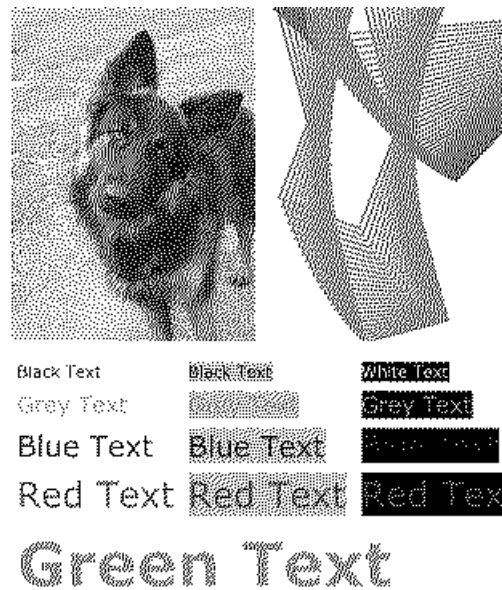 Black Text Black Text White Text
Grey Text Grey Text
Blue Text Blue Text
Red Text Red Text Red Tex
Green Text